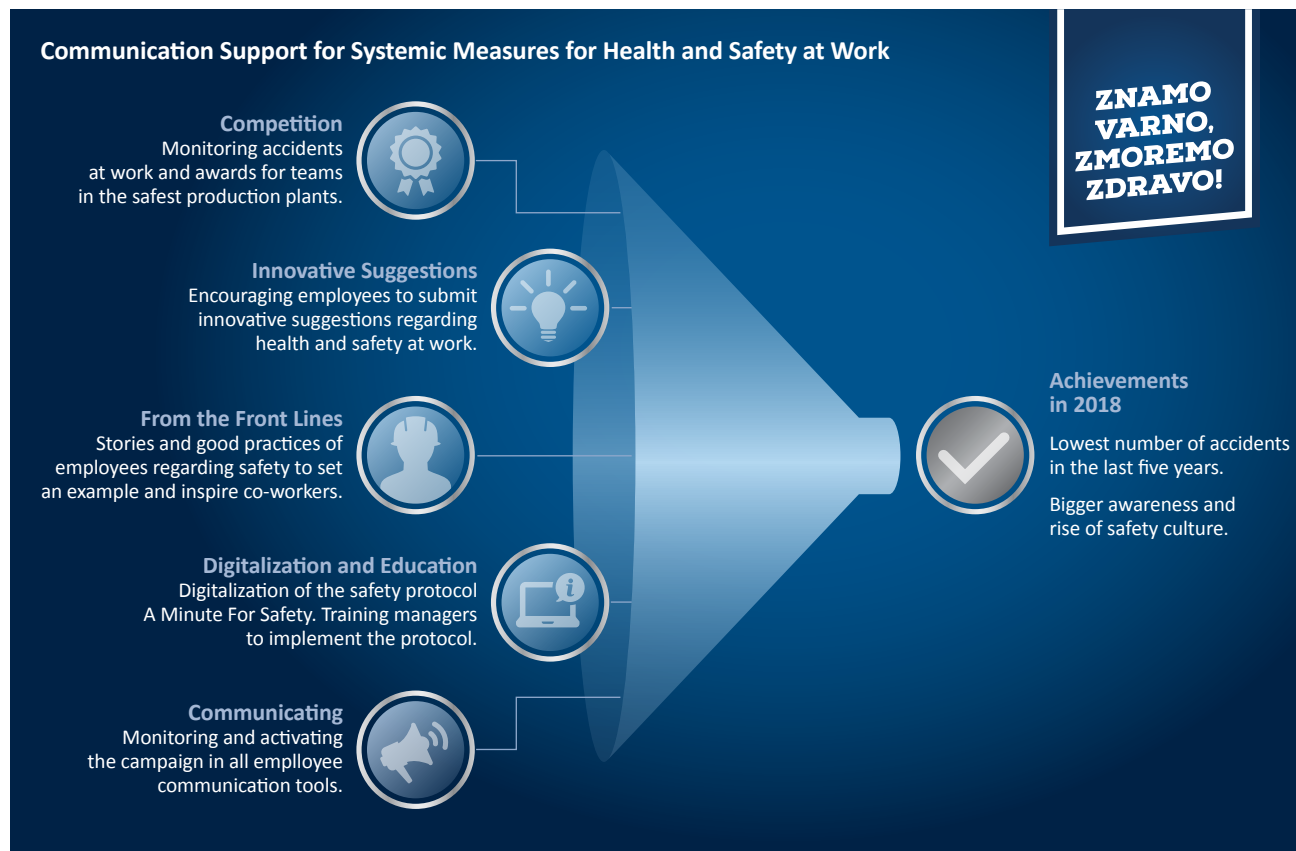 Communication Support for Systemic Measures for Health and Safety at Work
ZNAMO
VARNO,
ZMOREMO
ZDRAVO!
Competition
Monitoring accidents
at work and awards for teams
in the safest production plants.
Innovative Suggestions
Encouraging employees to submit
innovative suggestions regarding
health and safety at work.
From the Front Lines
Stories and good practices of
employees regarding safety to set
an example and inspire co-workers.
Digitalization and Education
Digitalization of the safety protocol
A Minute For Safety. Training managers
to implement the protocol.
Communicating
Monitoring and activating
the campaign in all emplloyee
communication tools.
Achievements
in 2018
Lowest number of accidents
in the last five years.
Bigger awareness and
rise of safety culture.